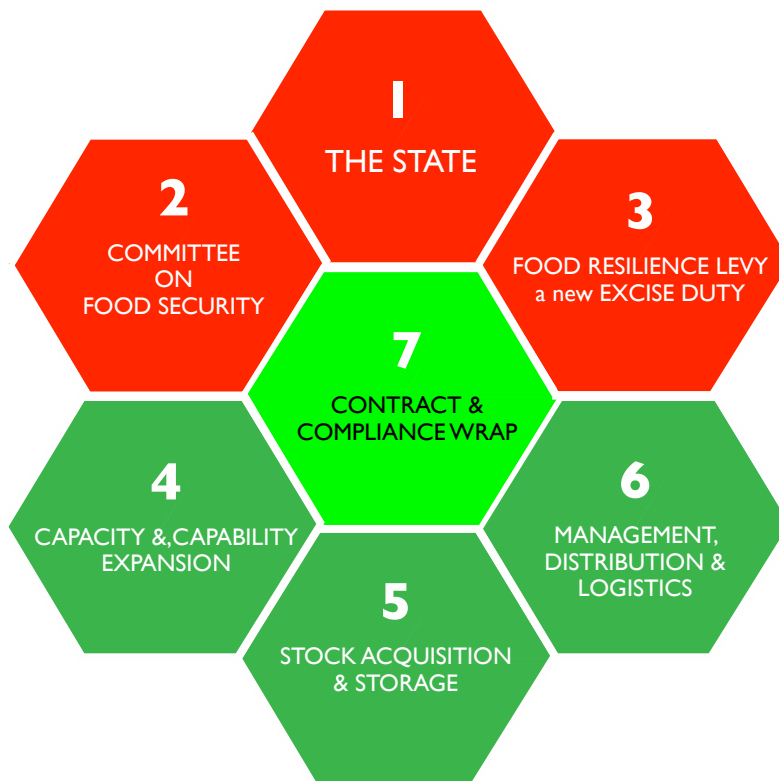 1
THE STATE
2
COMMITTEE
ON
FOOD SECURITY
3
FOOD RESILIENCE LEVY
a new EXCISE DUTY
7
CONTRACT &
COMPLIANCE WRAP
4
CAPACITY &,CAPABILITY
EXPANSION
6
MANAGEMENT,
DISTRIBUTION &
LOGISTICS
5
STOCK ACQUISITION
& STORAGE